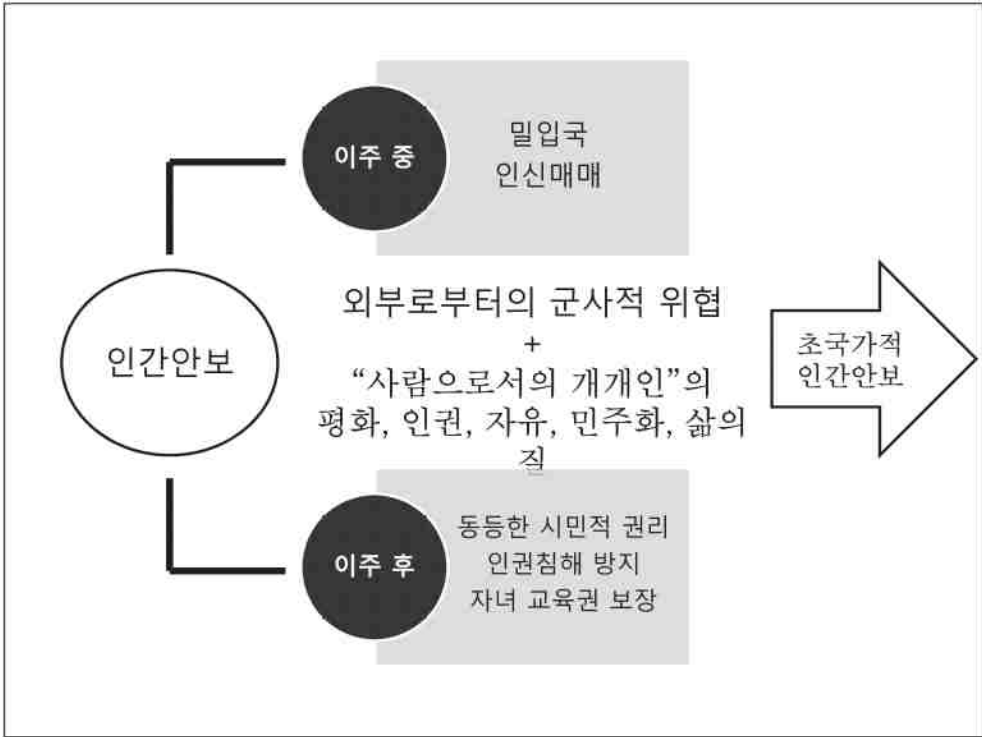 이주 중
밀입국
인신매매
인간안보
외부로부터의 군사적 위협
+
“사람으로서의 개개인”의
평화, 인권, 자유, 민주화, 삶의
질
초국가적
인간안보
이주 후
동등한 시민적 권리
인권침해 방지
자녀 교육권 보장